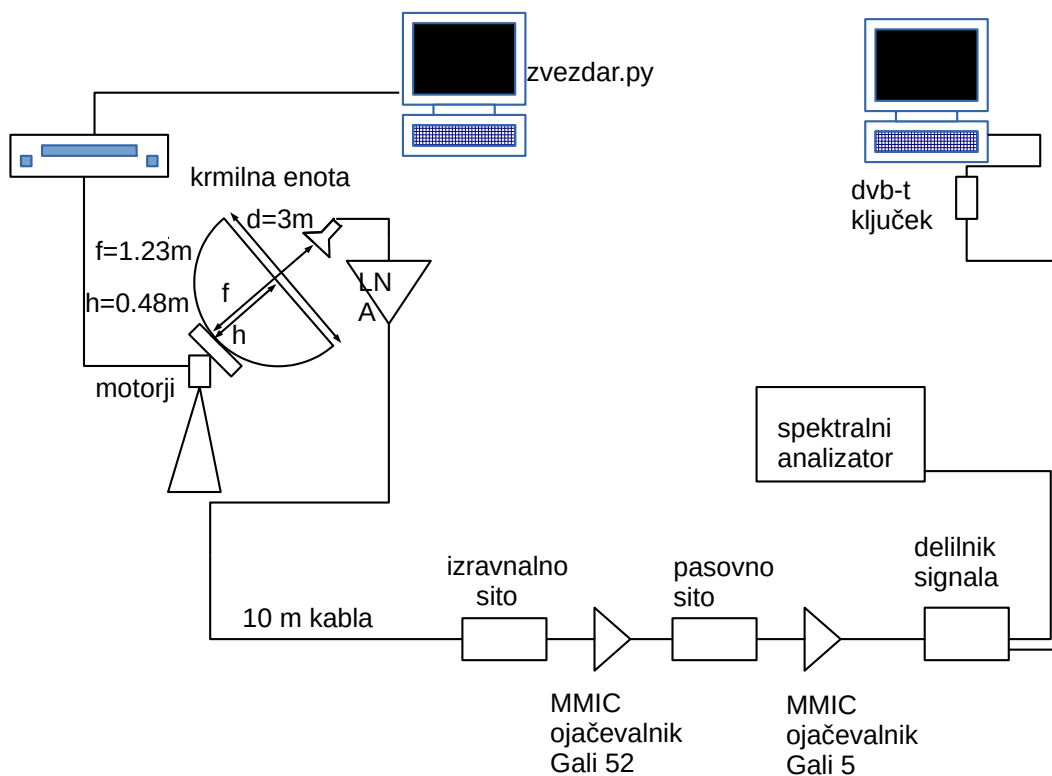 zvezdar.py
krmilna enota
d=3m
f=1.23m
f
h=0.48m
h
LN
A
motorji
dvb-t
ključek
spektralni
analizator
delilnik
signala
izravnalno
sito
pasovno
sito
10 m kabla
MMIC
ojačevalnik
Gali 52
MMIC
ojačevalnik
Gali 5